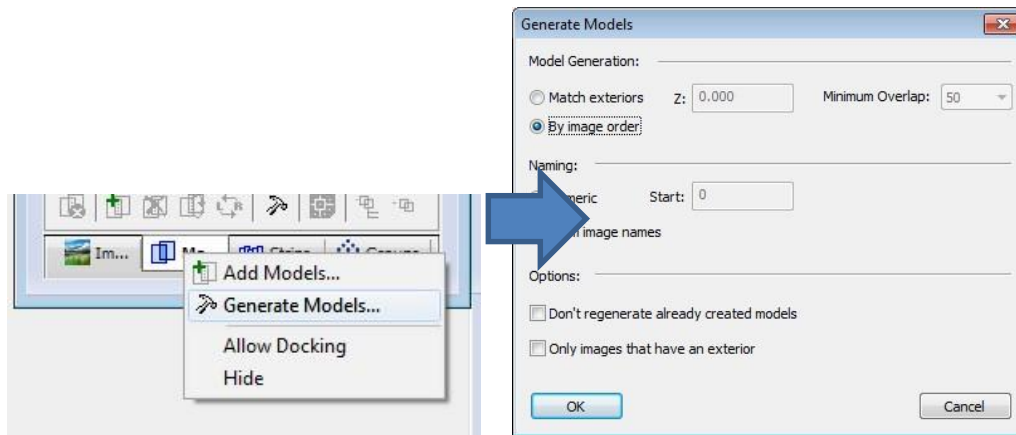 Im...
Add Models...
Generate Models...
Allow Docking
Hide
Generate Models
Model Generation:
Match exteriors Z: 0.000 Minimum Overlap: 50
By image order
Naming:
Start: 0
image names
Options:
Don't regenerate already created models
Only images that have an exterior
OK Cancel